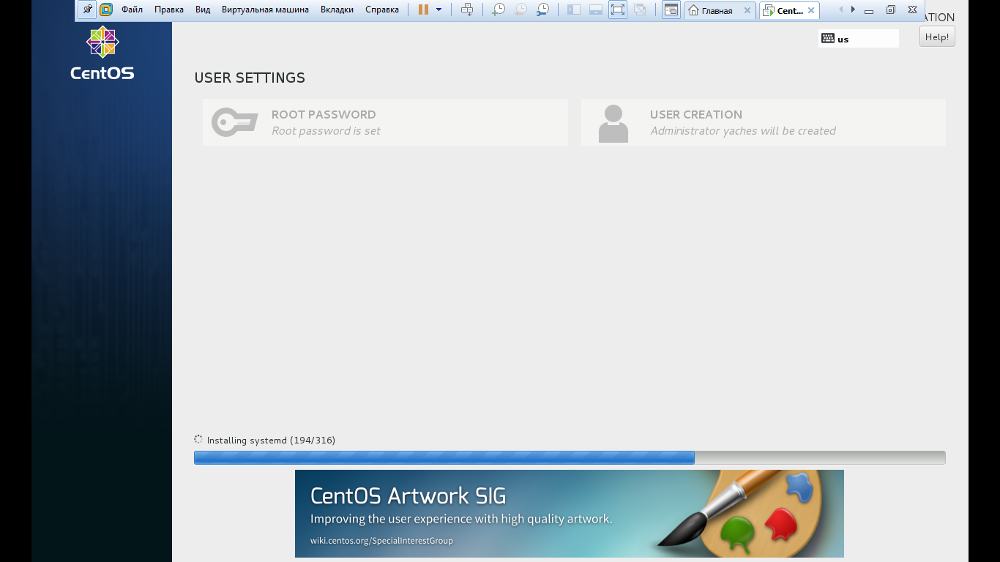 Файл Правка Вид Виртуальная машина Вкладки Справка Главная Cent...
ATION
CentOS
us
Help!
USER SETTINGS
ROOT PASSWORD
Root password is set
USER CREATION
Administrator yaches will be created
Installing systemd (194/316)
CentOS Artwork SIG
Improving the user experience with high quality artwork.
wiki.centos.org/SpecialInterestGroup